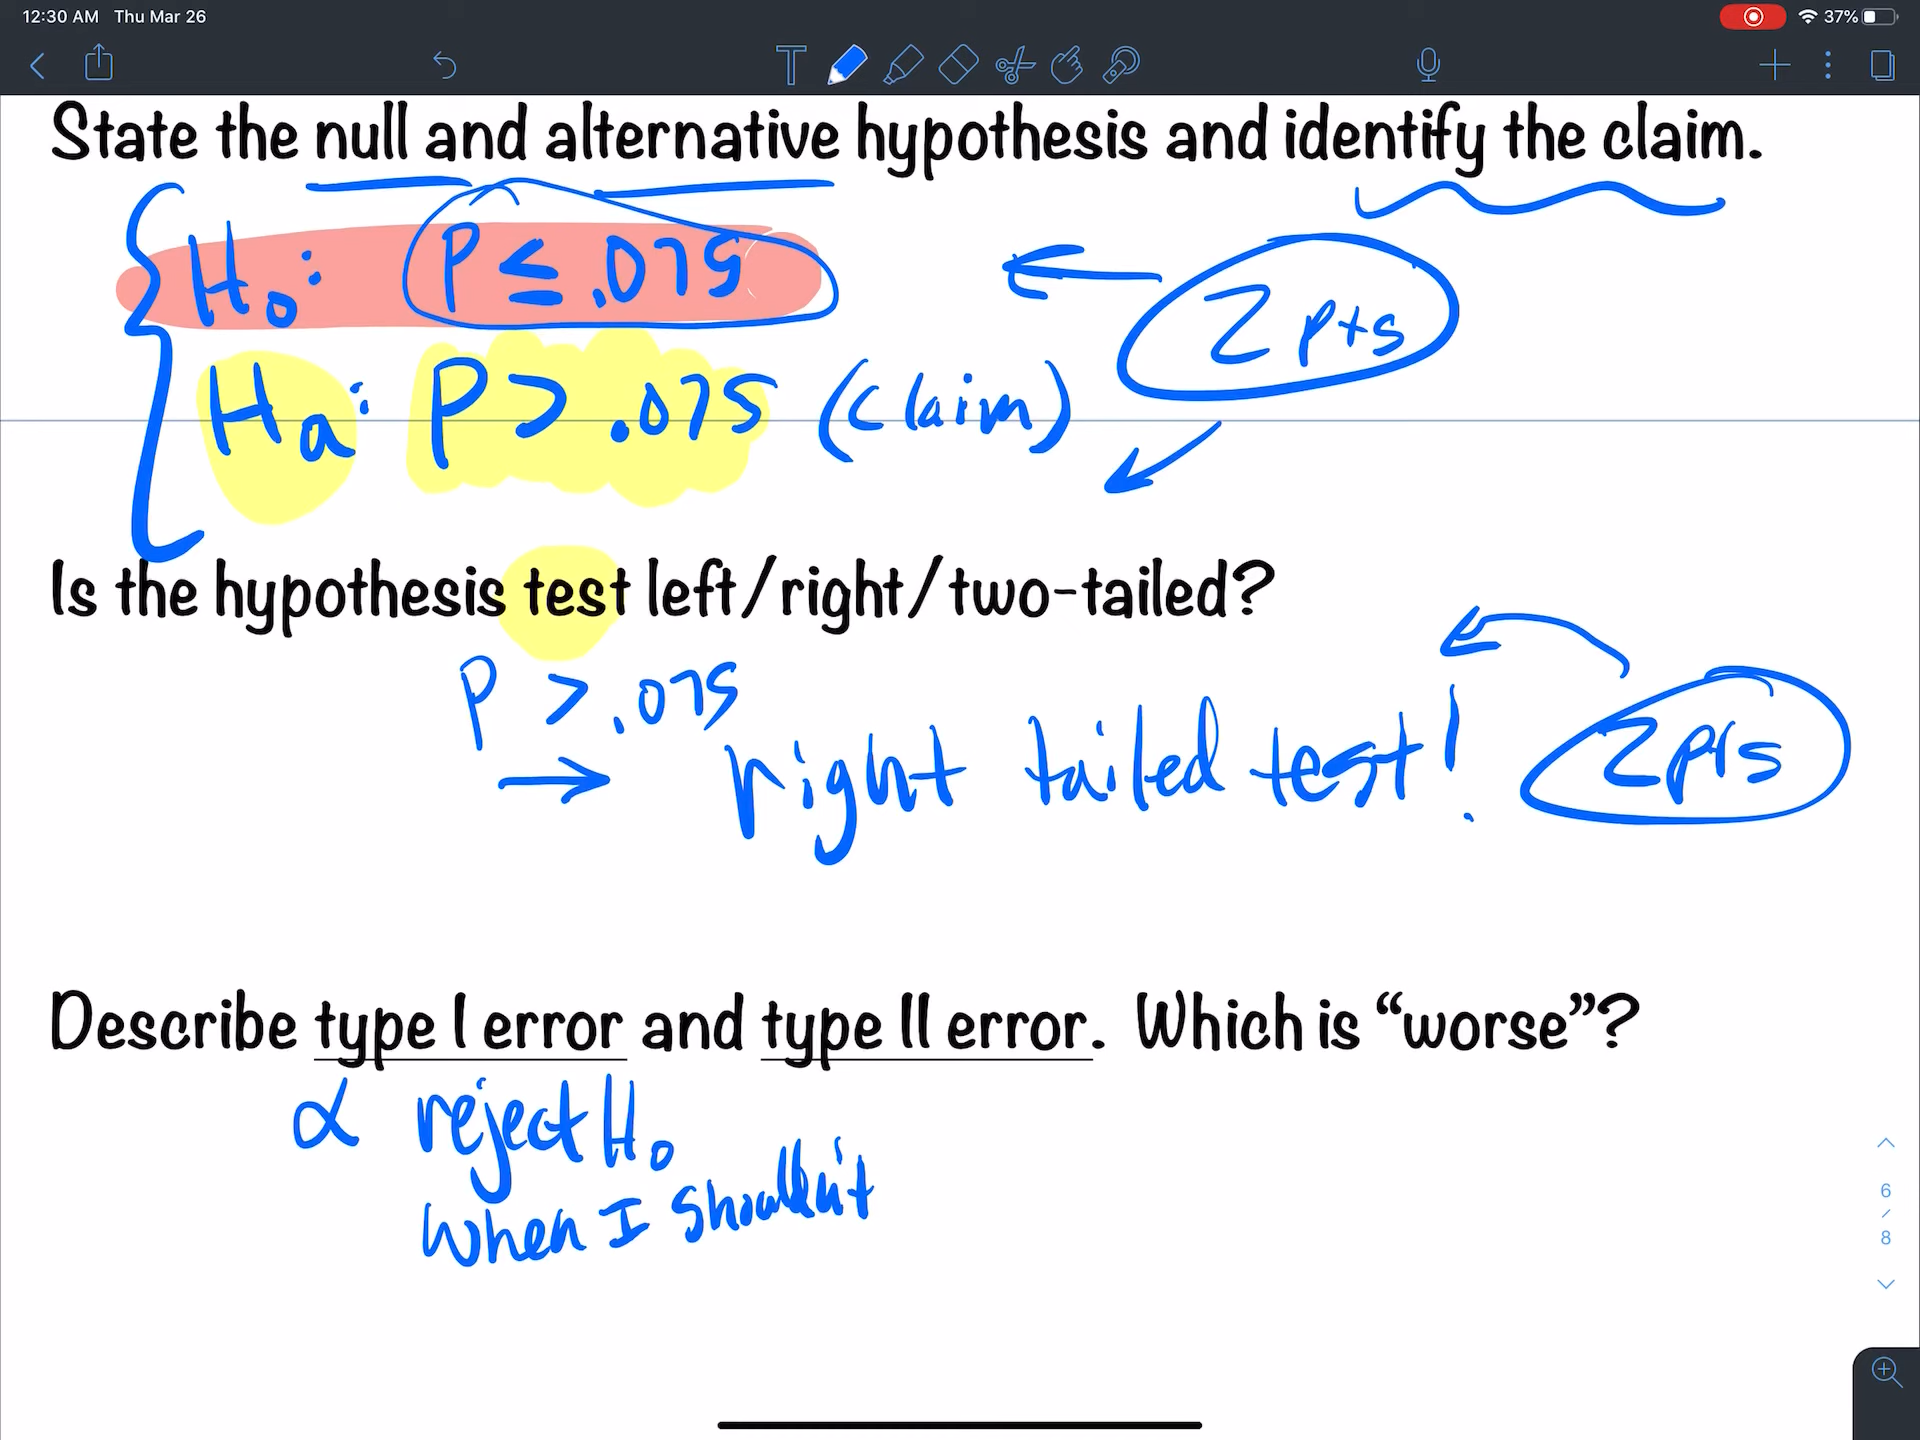 12:30 AM Thu Mar 26
37%
State the null and alternative hypothesis and identify the claim.
H₀: P ≤ .075
2 pts
Ha: P > .075 (claim)
Is the hypothesis test left/right/two-tailed?
P > .075
→ right tailed test!
2 pts
Describe type I error and type II error. Which is “worse”?
α reject H₀
when I shouldn't
6
/
8